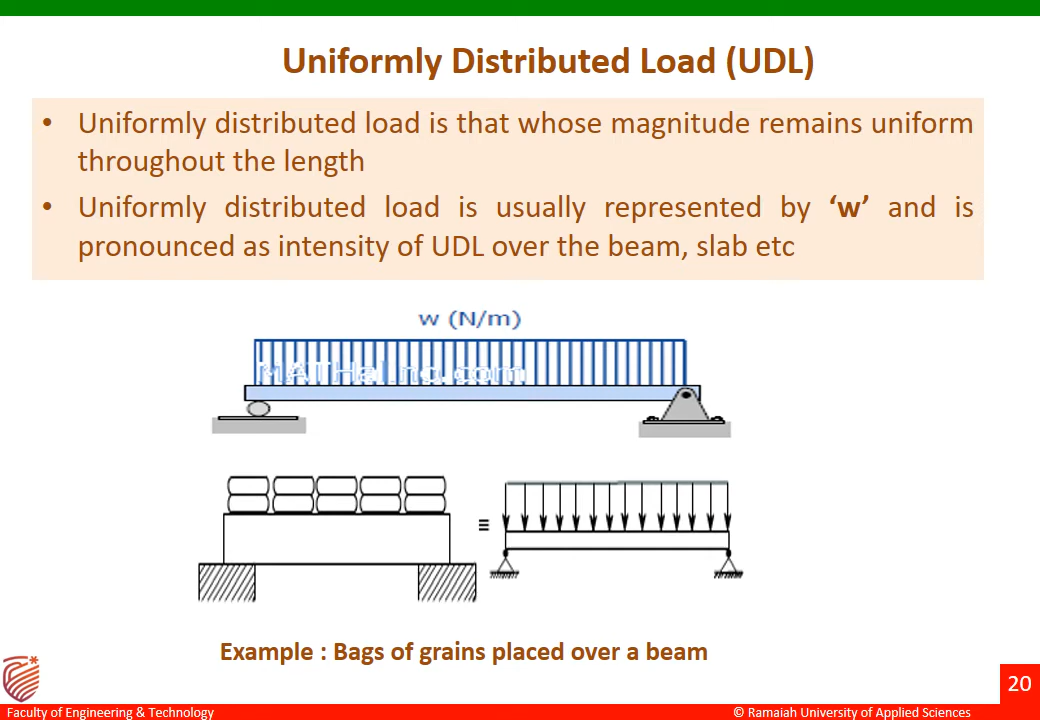 Uniformly Distributed Load (UDL)
• Uniformly distributed load is that whose magnitude remains uniform
throughout the length
• Uniformly distributed load is usually represented by ‘w’ and is
pronounced as intensity of UDL over the beam, slab etc
w (N/m)
MATHalino.com
≡
Example : Bags of grains placed over a beam
20
Faculty of Engineering & Technology
© Ramaiah University of Applied Sciences